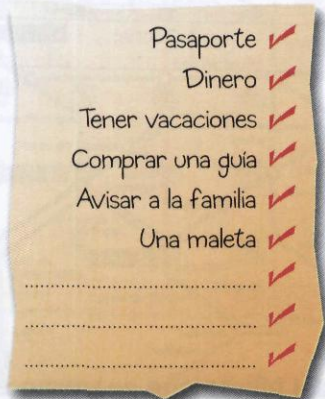 Pasaporte
Dinero
Tener vacaciones
Comprar una guía
Avisar a la familia
Una maleta